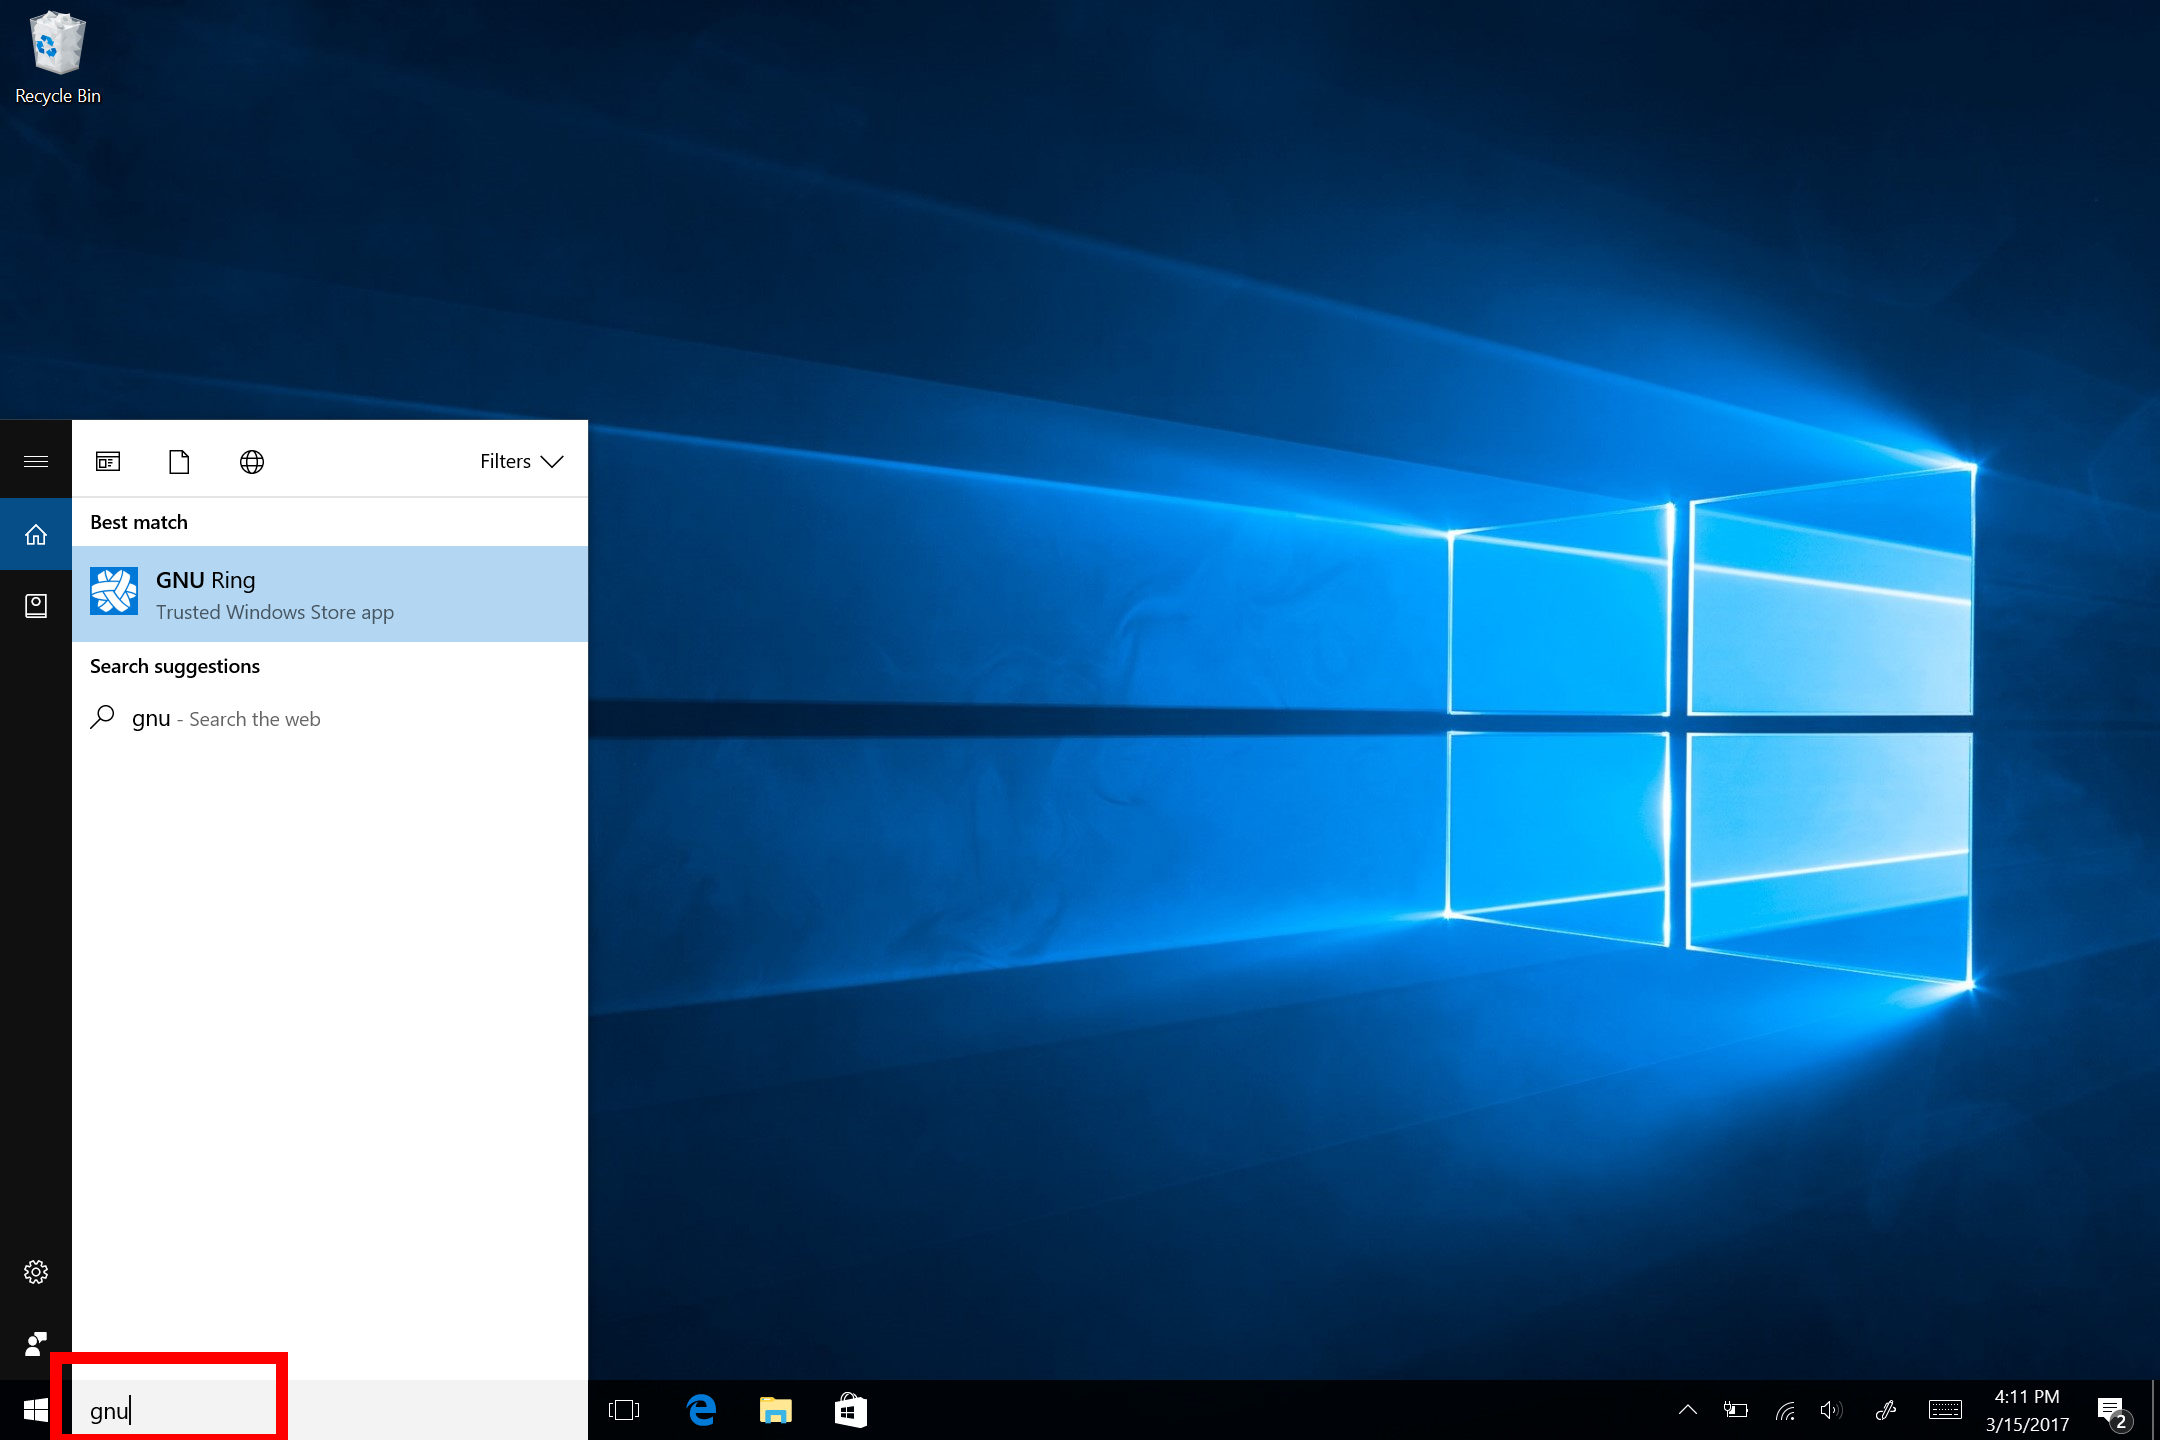 Recycle Bin
Filters
Best match
GNU Ring
Trusted Windows Store app
Search suggestions
gnu - Search the web
gnu
4:11 PM
3/15/2017
2